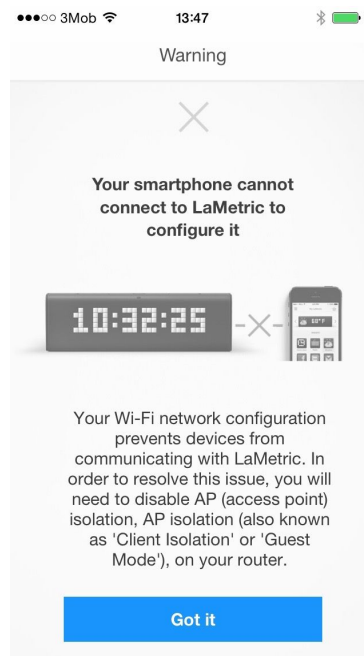 3Mob 13:47
Warning
Your smartphone cannot
connect to LaMetric to
configure it
10:32:25
Your Wi-Fi network configuration
prevents devices from
communicating with LaMetric. In
order to resolve this issue, you will
need to disable AP (access point)
isolation, AP isolation (also known
as 'Client Isolation' or 'Guest
Mode'), on your router.
Got it